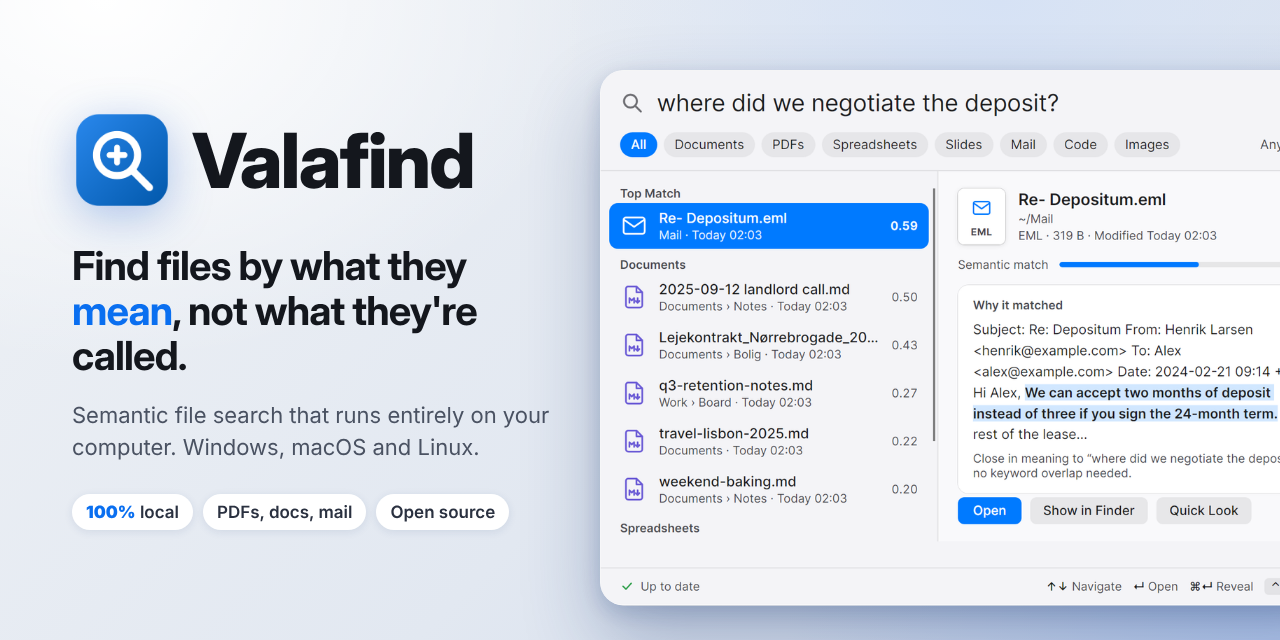 Valafind
Find files by what they
mean, not what they're
called.
Semantic file search that runs entirely on your
computer. Windows, macOS and Linux.
100% local
PDFs, docs, mail
Open source
where did we negotiate the deposit?
All
Documents
PDFs
Spreadsheets
Slides
Mail
Code
Images
Any
Top Match
Re- Depositum.eml
Mail · Today 02:03
0.59
Documents
2025-09-12 landlord call.md
Documents › Notes · Today 02:03
0.50
Lejekontrakt_Nørrebrogade_20...
Documents › Bolig · Today 02:03
0.43
q3-retention-notes.md
Work › Board · Today 02:03
0.27
travel-lisbon-2025.md
Documents · Today 02:03
0.22
weekend-baking.md
Documents › Notes · Today 02:03
0.20
Spreadsheets
EML
Re- Depositum.eml
~/Mail
EML · 319 B · Modified Today 02:03
Semantic match
Why it matched
Subject: Re: Depositum From: Henrik Larsen
<henrik@example.com> To: Alex
<alex@example.com> Date: 2024-02-21 09:14 +
Hi Alex, We can accept two months of deposit
instead of three if you sign the 24-month term.
rest of the lease...
Close in meaning to “where did we negotiate the depos
no keyword overlap needed.
Open
Show in Finder
Quick Look
Up to date
↑↓ Navigate
↵ Open
⌘↵ Reveal